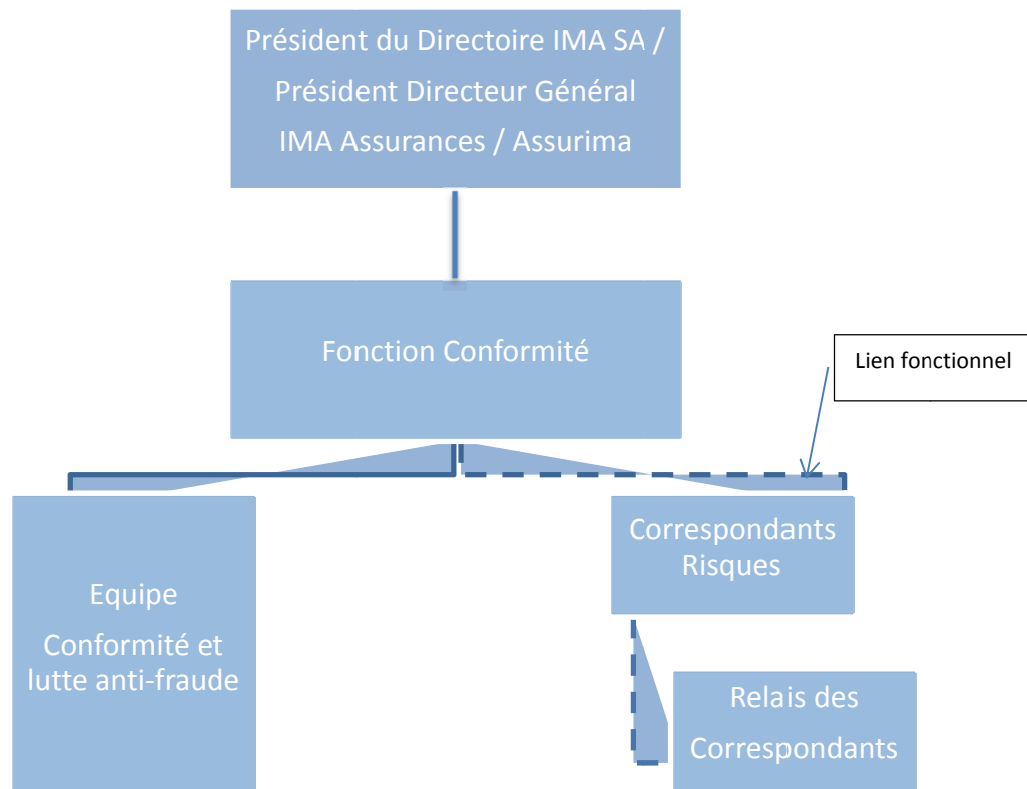 Président du Directoire IMA SA /
Président Directeur Général
IMA Assurances / Assurima
Fonction Conformité
Lien fonctionnel
Equipe
Conformité et
lutte anti-fraude
Correspondants
Risques
Relais des
Correspondants